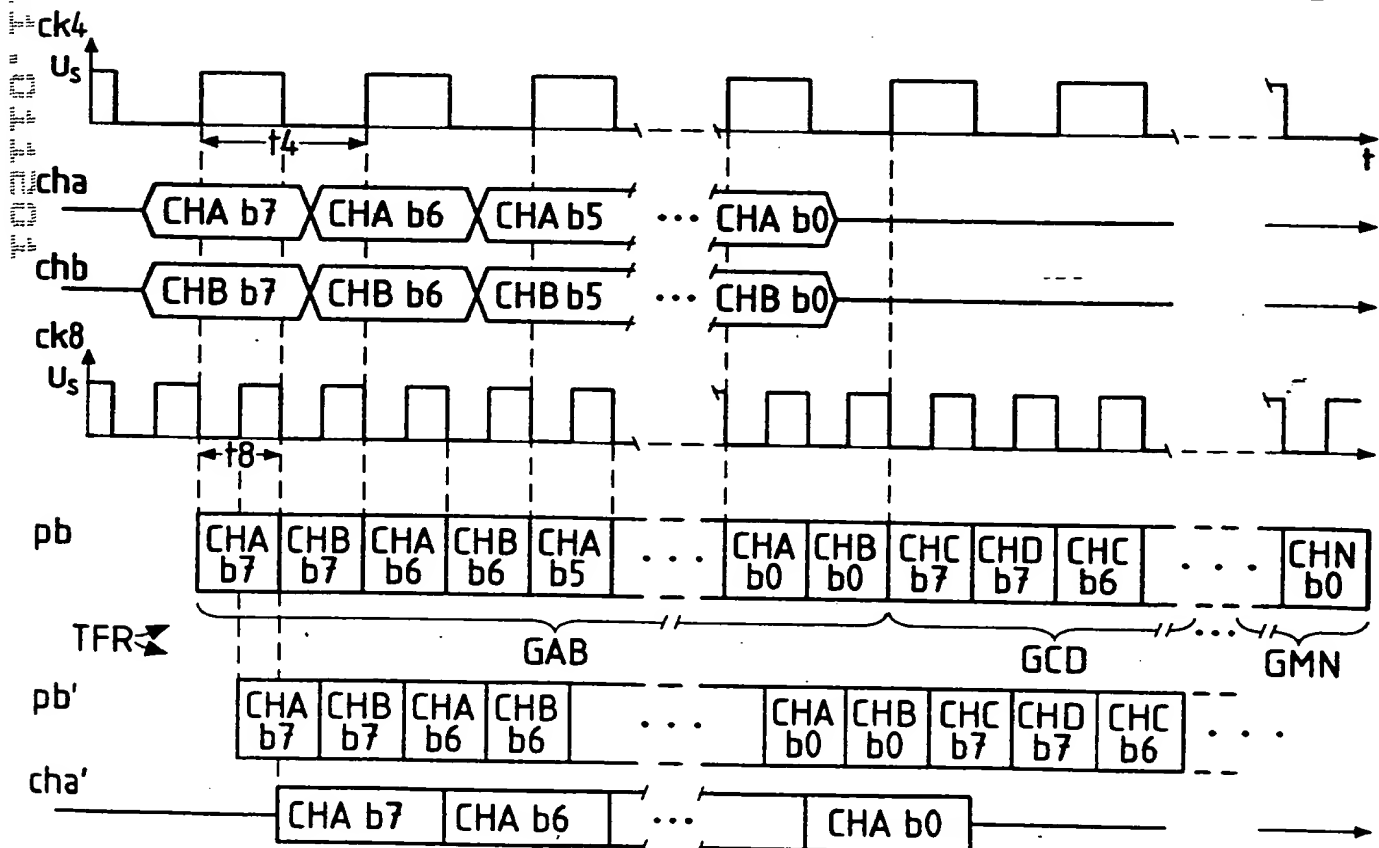 ck4
Us
t4
t
cha
CHA b7 CHA b6 CHA b5 ... CHA b0
chb
CHB b7 CHB b6 CHB b5 ... CHB b0
ck8
Us
t8
pb
CHA b7 CHB b7 CHA b6 CHB b6 CHA b5 ... CHA b0 CHB b0 CHC b7 CHD b7 CHC b6 ... CHN b0
TFR
GAB GCD ... GMN
pb'
CHA b7 CHB b7 CHA b6 CHB b6 ... CHA b0 CHB b0 CHC b7 CHD b7 CHC b6 ...
cha'
CHA b7 CHA b6 ... CHA b0